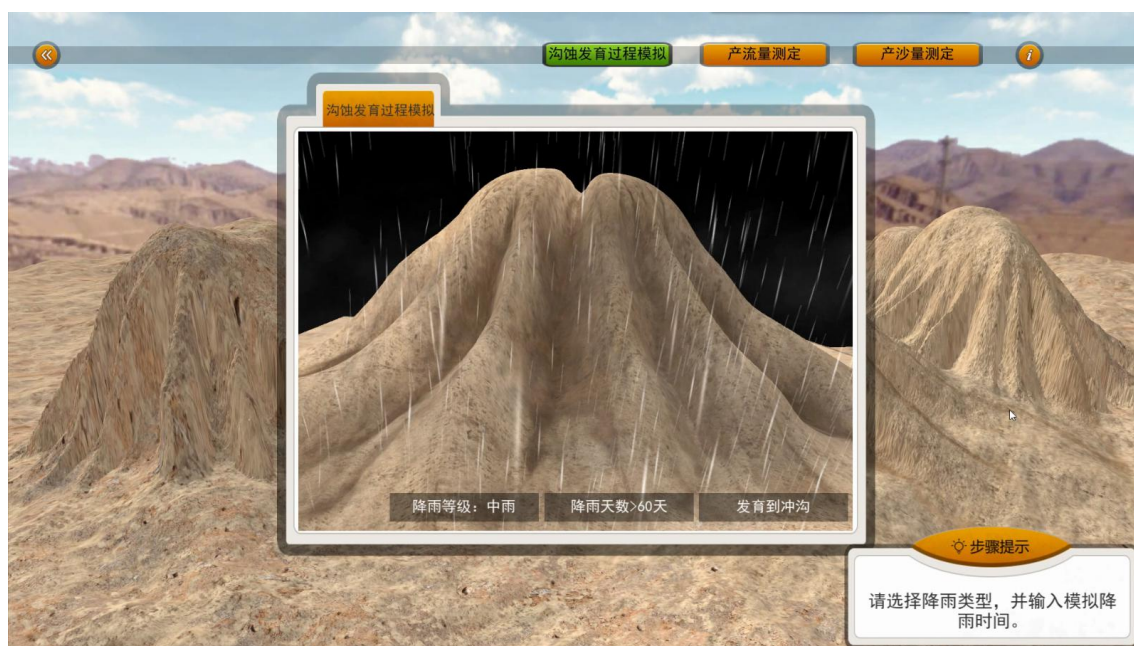 沟蚀发育过程模拟
产流量测定
产沙量测定
i
沟蚀发育过程模拟
降雨等级：中雨
降雨天数>60天
发育到冲沟
步骤提示
请选择降雨类型，并输入模拟降
雨时间。